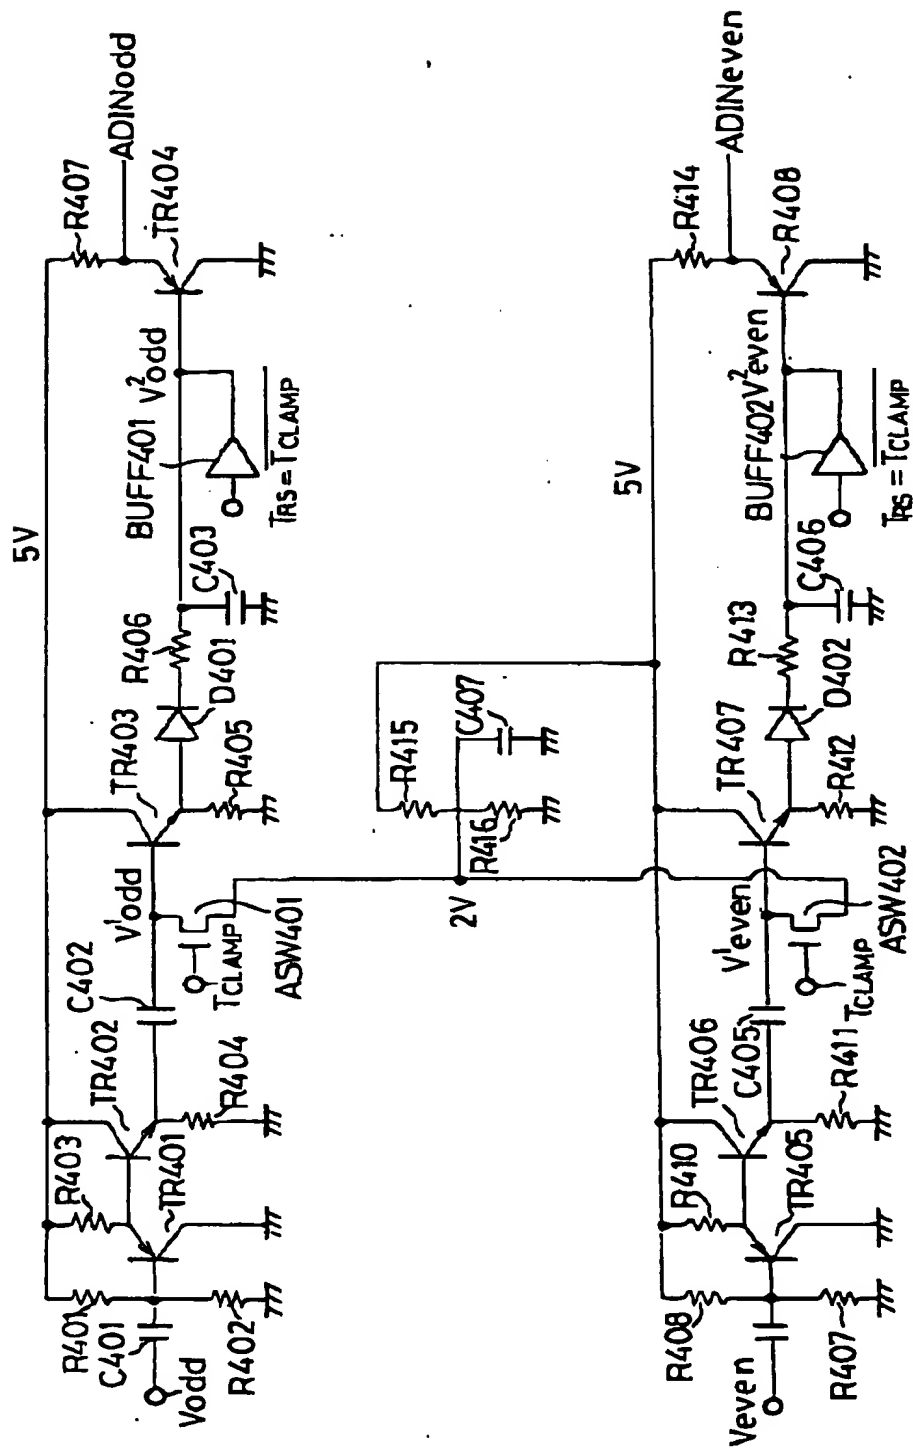 5V
R401
C401
Vodd
R402
R403
TR401
TR402
R404
C402
V¹odd
TCLAMP
ASW401
TR403
R405
D401
R406
C403
BUFF401
V²odd
TRS = T̅C̅L̅A̅M̅P̅
R407
TR404
ADINodd
2V
R415
R416
C407
5V
R408
Veven
R407
R410
TR405
TR406
R411
C405
V¹even
TCLAMP
ASW402
TR407
R412
D402
R413
C406
BUFF402
V²even
TRS = T̅C̅L̅A̅M̅P̅
R414
R408
ADINeven